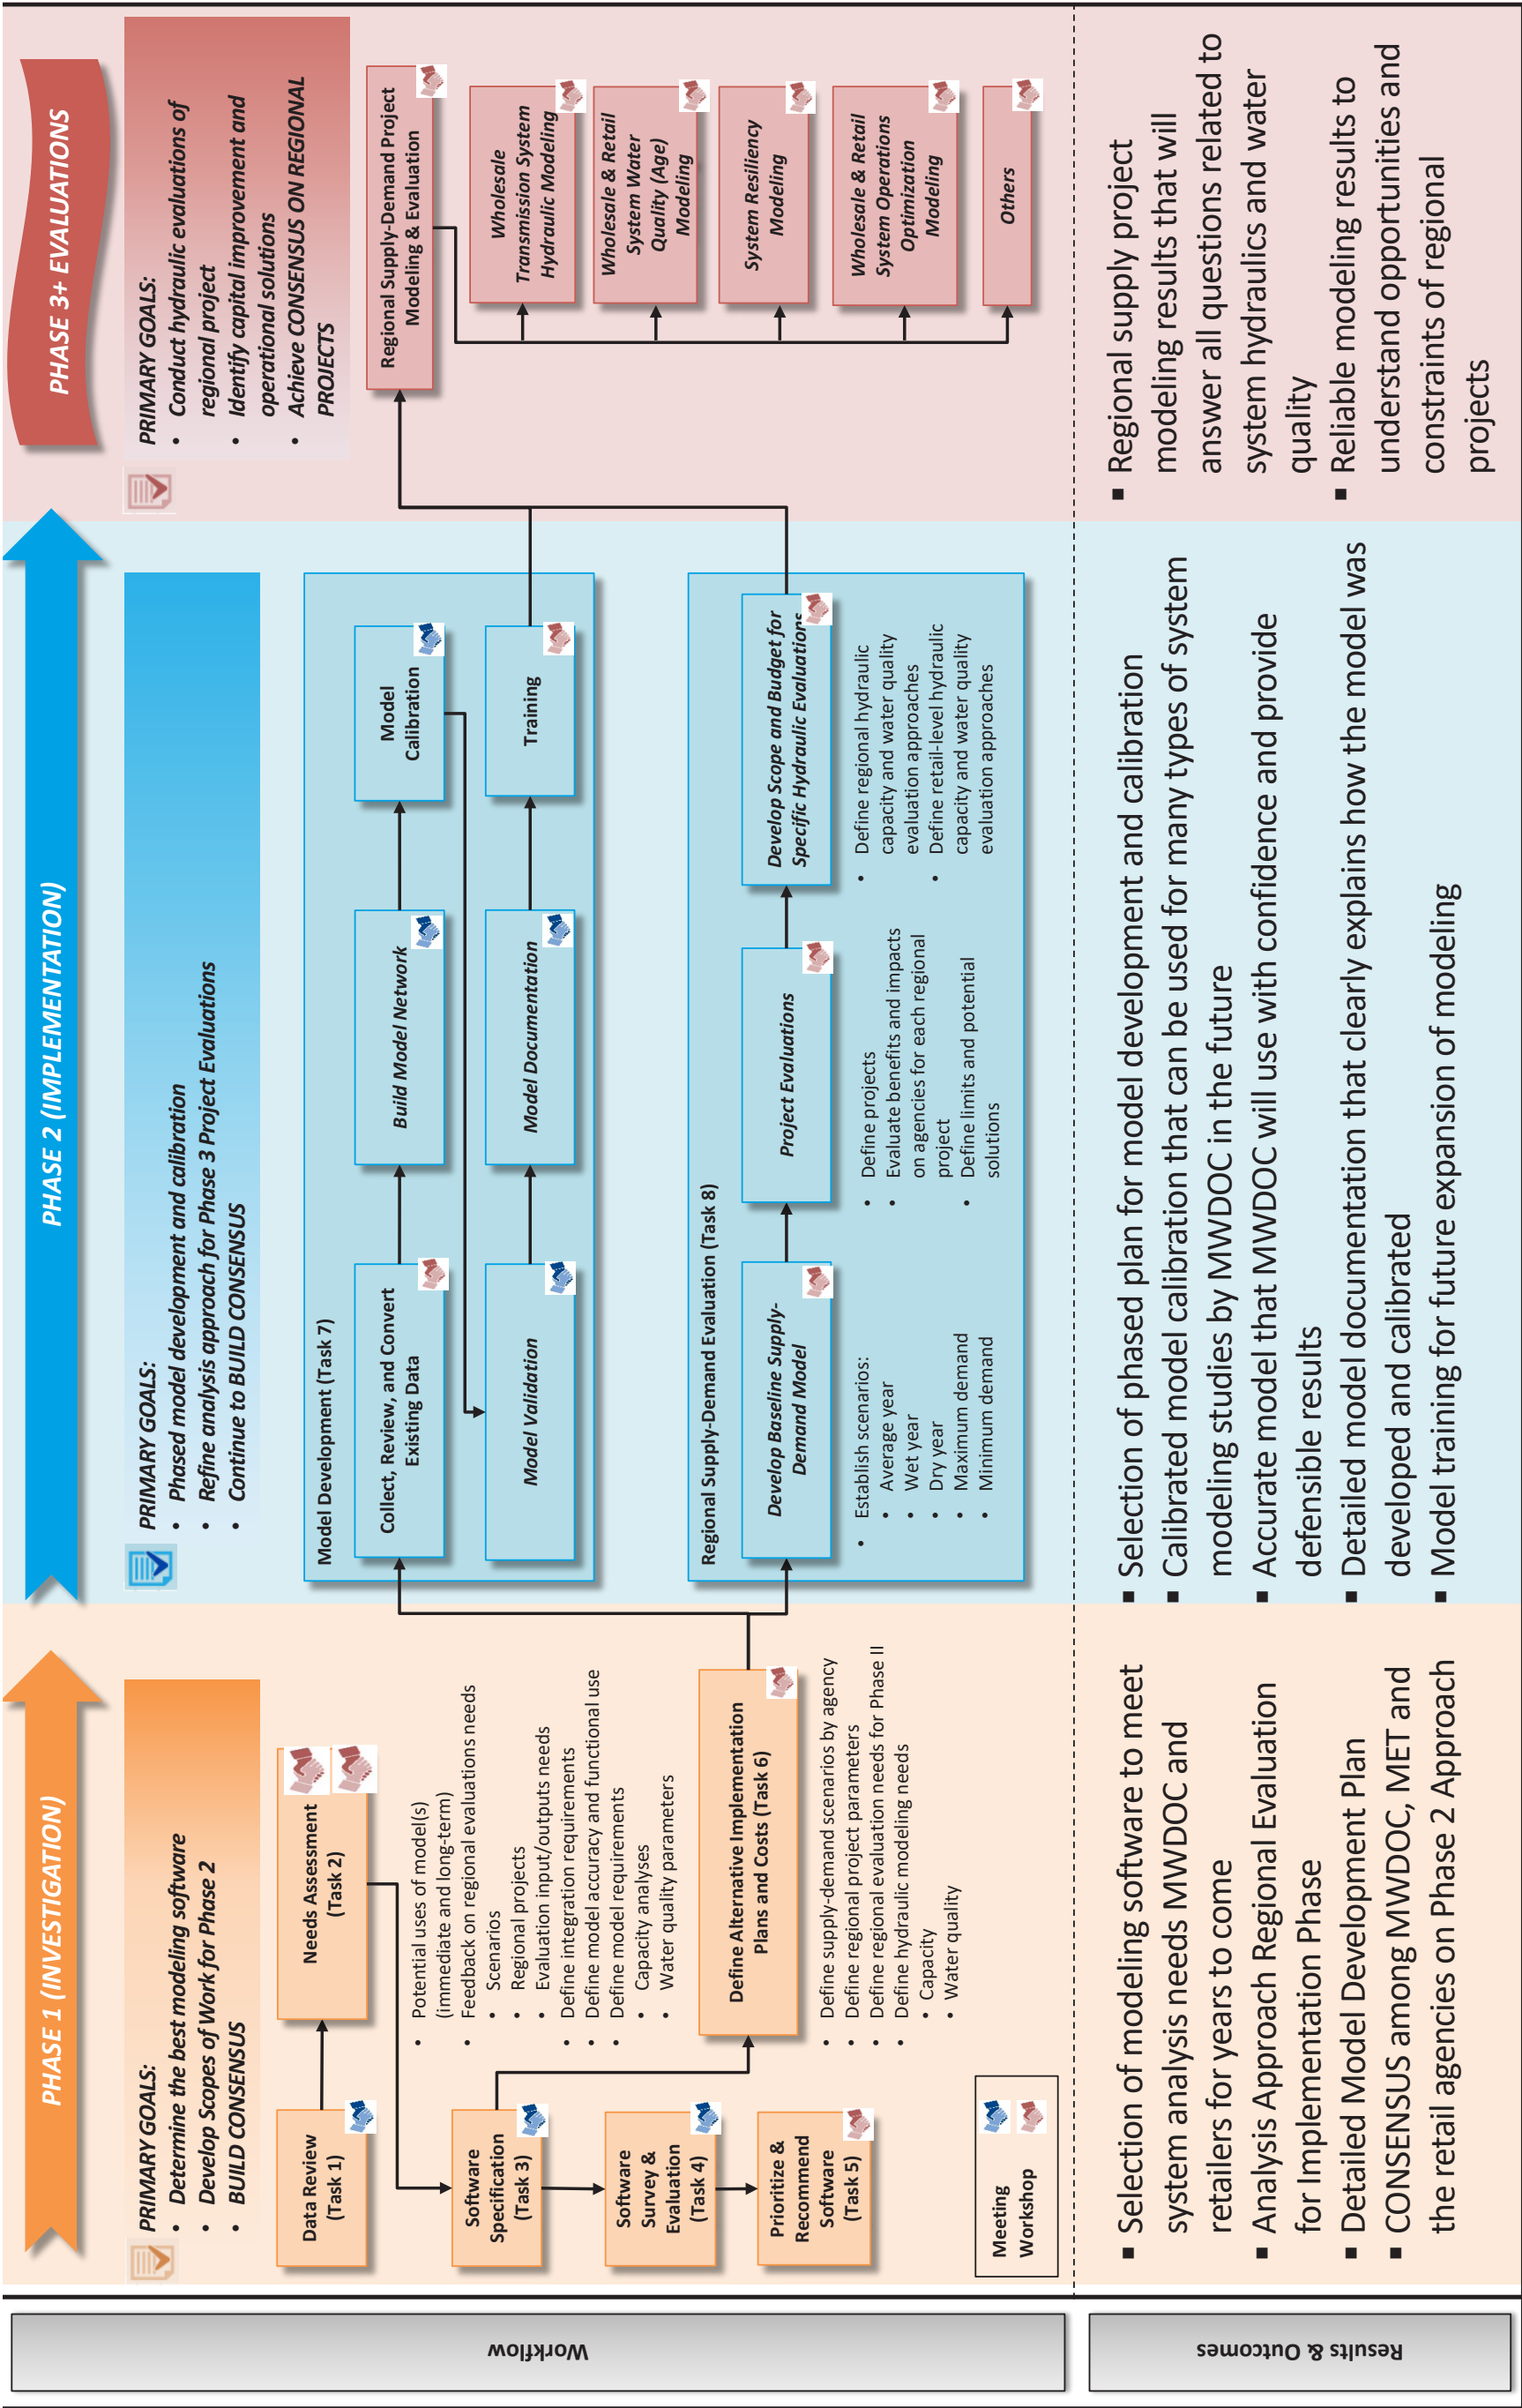 PHASE 1 (INVESTIGATION)
PHASE 2 (IMPLEMENTATION)
PHASE 3+ EVALUATIONS
Workflow
PRIMARY GOALS:
• Determine the best modeling software
• Develop Scopes of Work for Phase 2
• BUILD CONSENSUS
Data Review
(Task 1)
Needs Assessment
(Task 2)
• Potential uses of model(s)
(immediate and long-term)
• Feedback on regional evaluations needs
• Scenarios
• Regional projects
• Evaluation input/outputs needs
• Define integration requirements
• Define model accuracy and functional use
• Define model requirements
• Capacity analyses
• Water quality parameters
Software
Specification
(Task 3)
Software
Survey &
Evaluation
(Task 4)
Prioritize &
Recommend
Software
(Task 5)
Define Alternative Implementation
Plans and Costs (Task 6)
• Define supply-demand scenarios by agency
• Define regional project parameters
• Define regional evaluation needs for Phase II
• Define hydraulic modeling needs
• Capacity
• Water quality
Meeting
Workshop
PRIMARY GOALS:
• Phased model development and calibration
• Refine analysis approach for Phase 3 Project Evaluations
• Continue to BUILD CONSENSUS
Model Development (Task 7)
Collect, Review, and Convert
Existing Data
Build Model Network
Model
Calibration
Model Validation
Model Documentation
Training
Regional Supply-Demand Evaluation (Task 8)
Develop Baseline Supply-
Demand Model
• Establish scenarios:
• Average year
• Wet year
• Dry year
• Maximum demand
• Minimum demand
Project Evaluations
• Define projects
• Evaluate benefits and impacts
on agencies for each regional
project
• Define limits and potential
solutions
Develop Scope and Budget for
Specific Hydraulic Evaluations
• Define regional hydraulic
capacity and water quality
evaluation approaches
• Define retail-level hydraulic
capacity and water quality
evaluation approaches
PRIMARY GOALS:
• Conduct hydraulic evaluations of
regional project
• Identify capital improvement and
operational solutions
• Achieve CONSENSUS ON REGIONAL
PROJECTS
Regional Supply-Demand Project
Modeling & Evaluation
Wholesale
Transmission System
Hydraulic Modeling
Wholesale & Retail
System Water
Quality (Age)
Modeling
System Resiliency
Modeling
Wholesale & Retail
System Operations
Optimization
Modeling
Others
Results & Outcomes
▪ Selection of modeling software to meet
system analysis needs MWDOC and
retailers for years to come
▪ Analysis Approach Regional Evaluation
for Implementation Phase
▪ Detailed Model Development Plan
▪ CONSENSUS among MWDOC, MET and
the retail agencies on Phase 2 Approach
▪ Selection of phased plan for model development and calibration
▪ Calibrated model calibration that can be used for many types of system
modeling studies by MWDOC in the future
▪ Accurate model that MWDOC will use with confidence and provide
defensible results
▪ Detailed model documentation that clearly explains how the model was
developed and calibrated
▪ Model training for future expansion of modeling
▪ Regional supply project
modeling results that will
answer all questions related to
system hydraulics and water
quality
▪ Reliable modeling results to
understand opportunities and
constraints of regional
projects